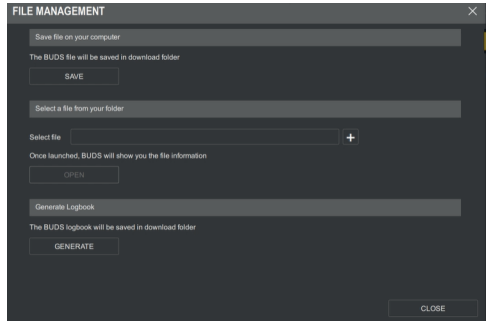 FILE MANAGEMENT
Save file on your computer
The BUDS file will be saved in download folder
SAVE
Select a file from your folder
Select file
Once launched, BUDS will show you the file information
OPEN
Generate Logbook
The BUDS logbook will be saved in download folder
GENERATE
CLOSE